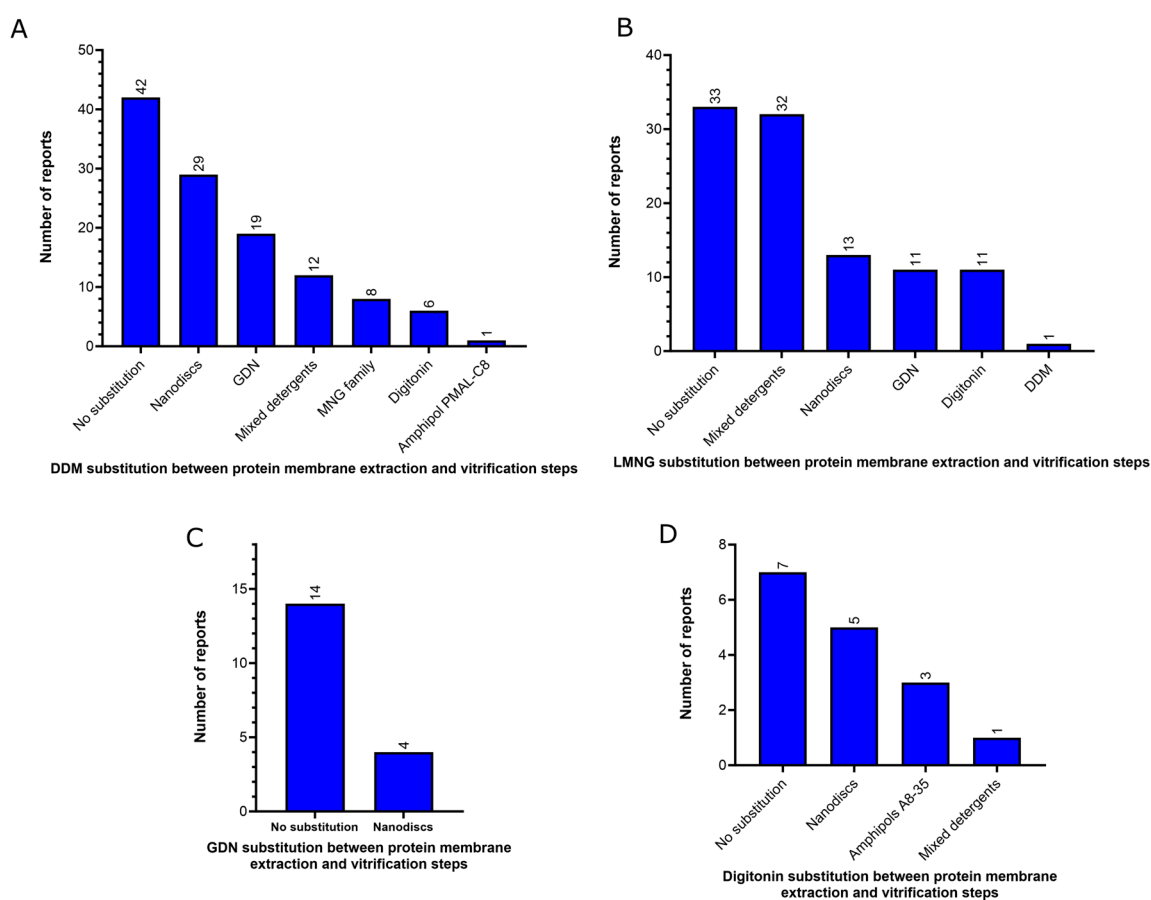 A
50
40
30
20
10
0
Number of reports
42
29
19
12
8
6
1
No substitution
Nanodiscs
GDN
Mixed detergents
MNG family
Digitonin
Amphipol PMAL-C8
DDM substitution between protein membrane extraction and vitrification steps
B
40
30
20
10
0
Number of reports
33
32
13
11
11
1
No substitution
Mixed detergents
Nanodiscs
GDN
Digitonin
DDM
LMNG substitution between protein membrane extraction and vitrification steps
C
15
10
5
0
Number of reports
14
4
No substitution
Nanodiscs
GDN substitution between protein membrane
extraction and vitrification steps
D
8
6
4
2
0
Number of reports
7
5
3
1
No substitution
Nanodiscs
Amphipols A8-35
Mixed detergents
Digitonin substitution between protein membrane
extraction and vitrification steps